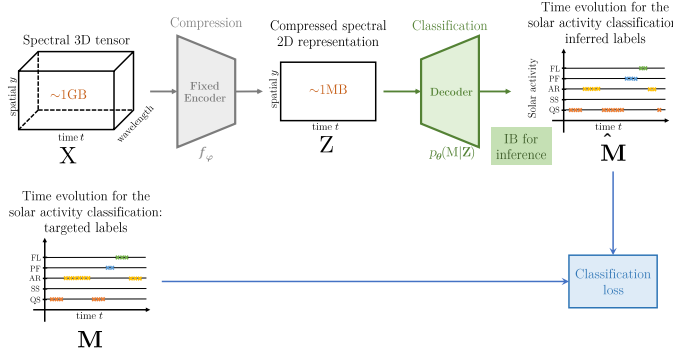 Spectral 3D tensor
spatial y
~1GB
time t
wavelength
X
Compression
Fixed
Encoder
f_φ
Compressed spectral
2D representation
spatial y
~1MB
time t
Z
Classification
Decoder
p_θ(M|Z)
IB for
inference
Time evolution for the
solar activity classification
inferred labels
Solar activity
FL
PF
AR
SS
QS
time t
M̂
Time evolution for the
solar activity classification:
targeted labels
FL
PF
AR
SS
QS
time t
M
Classification
loss